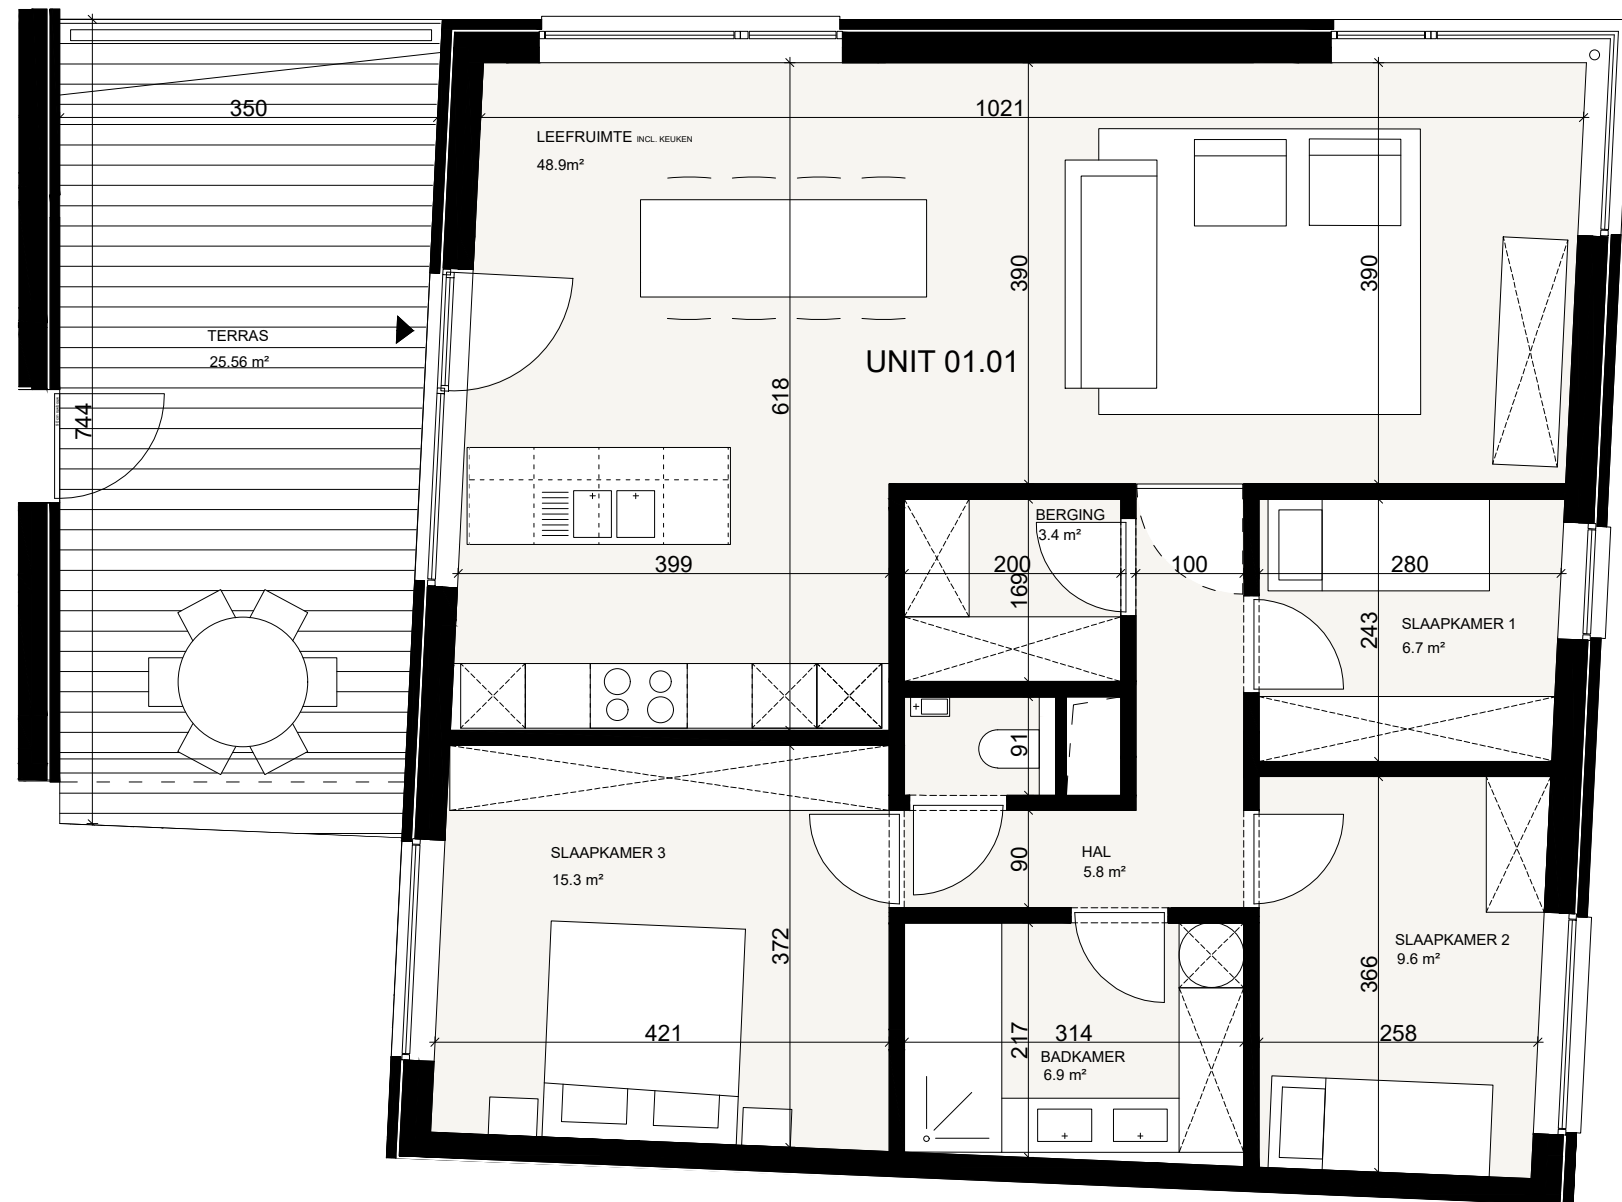 350
1021
LEEFRUIMTE INCL. KEUKEN
48.9m²
390
390
TERRAS
25.56 m²
UNIT 01.01
618
744
BERGING
3.4 m²
399
200
100
280
169
243
SLAAPKAMER 1
6.7 m²
91
SLAAPKAMER 3
15.3 m²
90
HAL
5.8 m²
372
SLAAPKAMER 2
9.6 m²
366
421
217
314
258
BADKAMER
6.9 m²